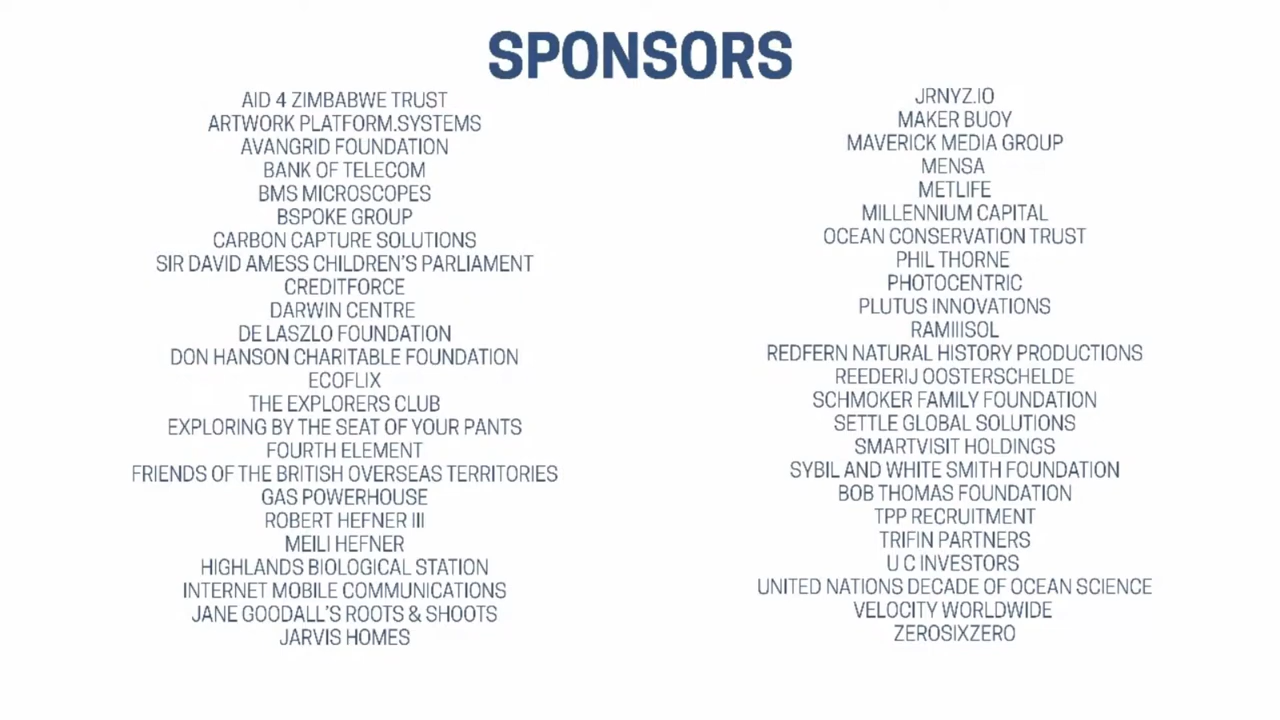 SPONSORS
AID 4 ZIMBABWE TRUST
ARTWORK PLATFORM.SYSTEMS
AVANGRID FOUNDATION
BANK OF TELECOM
BMS MICROSCOPES
BSPOKE GROUP
CARBON CAPTURE SOLUTIONS
SIR DAVID AMESS CHILDREN'S PARLIAMENT
CREDITFORCE
DARWIN CENTRE
DE LASZLO FOUNDATION
DON HANSON CHARITABLE FOUNDATION
ECOFLIX
THE EXPLORERS CLUB
EXPLORING BY THE SEAT OF YOUR PANTS
FOURTH ELEMENT
FRIENDS OF THE BRITISH OVERSEAS TERRITORIES
GAS POWERHOUSE
ROBERT HEFNER III
MEILI HEFNER
HIGHLANDS BIOLOGICAL STATION
INTERNET MOBILE COMMUNICATIONS
JANE GOODALL'S ROOTS & SHOOTS
JARVIS HOMES
JRNYZ.IO
MAKER BUOY
MAVERICK MEDIA GROUP
MENSA
METLIFE
MILLENNIUM CAPITAL
OCEAN CONSERVATION TRUST
PHIL THORNE
PHOTOCENTRIC
PLUTUS INNOVATIONS
RAMIIISOL
REDFERN NATURAL HISTORY PRODUCTIONS
REEDERIJ OOSTERSCHELDE
SCHMOKER FAMILY FOUNDATION
SETTLE GLOBAL SOLUTIONS
SMARTVISIT HOLDINGS
SYBIL AND WHITE SMITH FOUNDATION
BOB THOMAS FOUNDATION
TPP RECRUITMENT
TRIFIN PARTNERS
U C INVESTORS
UNITED NATIONS DECADE OF OCEAN SCIENCE
VELOCITY WORLDWIDE
ZEROSIXZERO